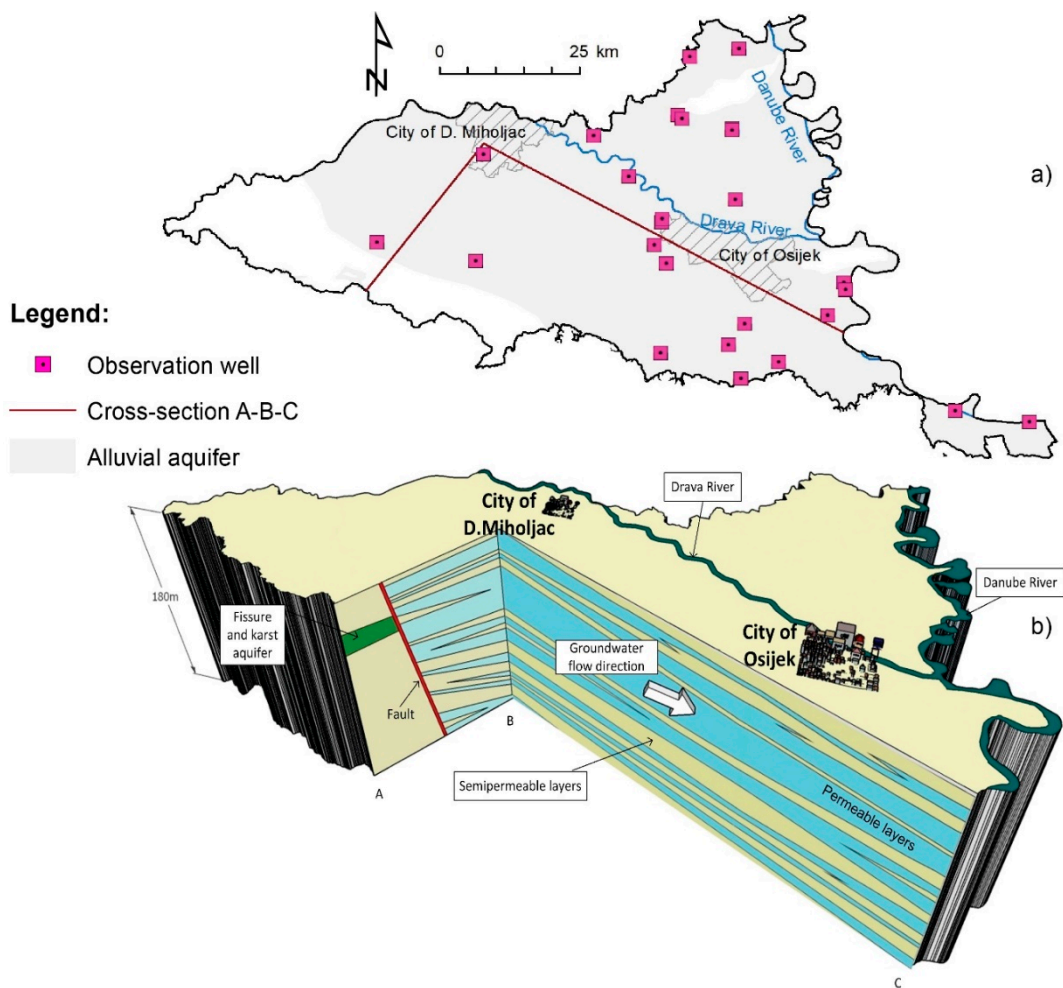 N
0 25 km
City of D. Miholjac
Danube River
a)
Drava River
City of Osijek
Legend:
Observation well
Cross-section A-B-C
Alluvial aquifer
Drava River
City of
D.Miholjac
Danube River
180m
b)
Fissure
and karst
aquifer
City of
Osijek
Groundwater
flow direction
Fault
B
Semipermeable layers
Permeable layers
A
C